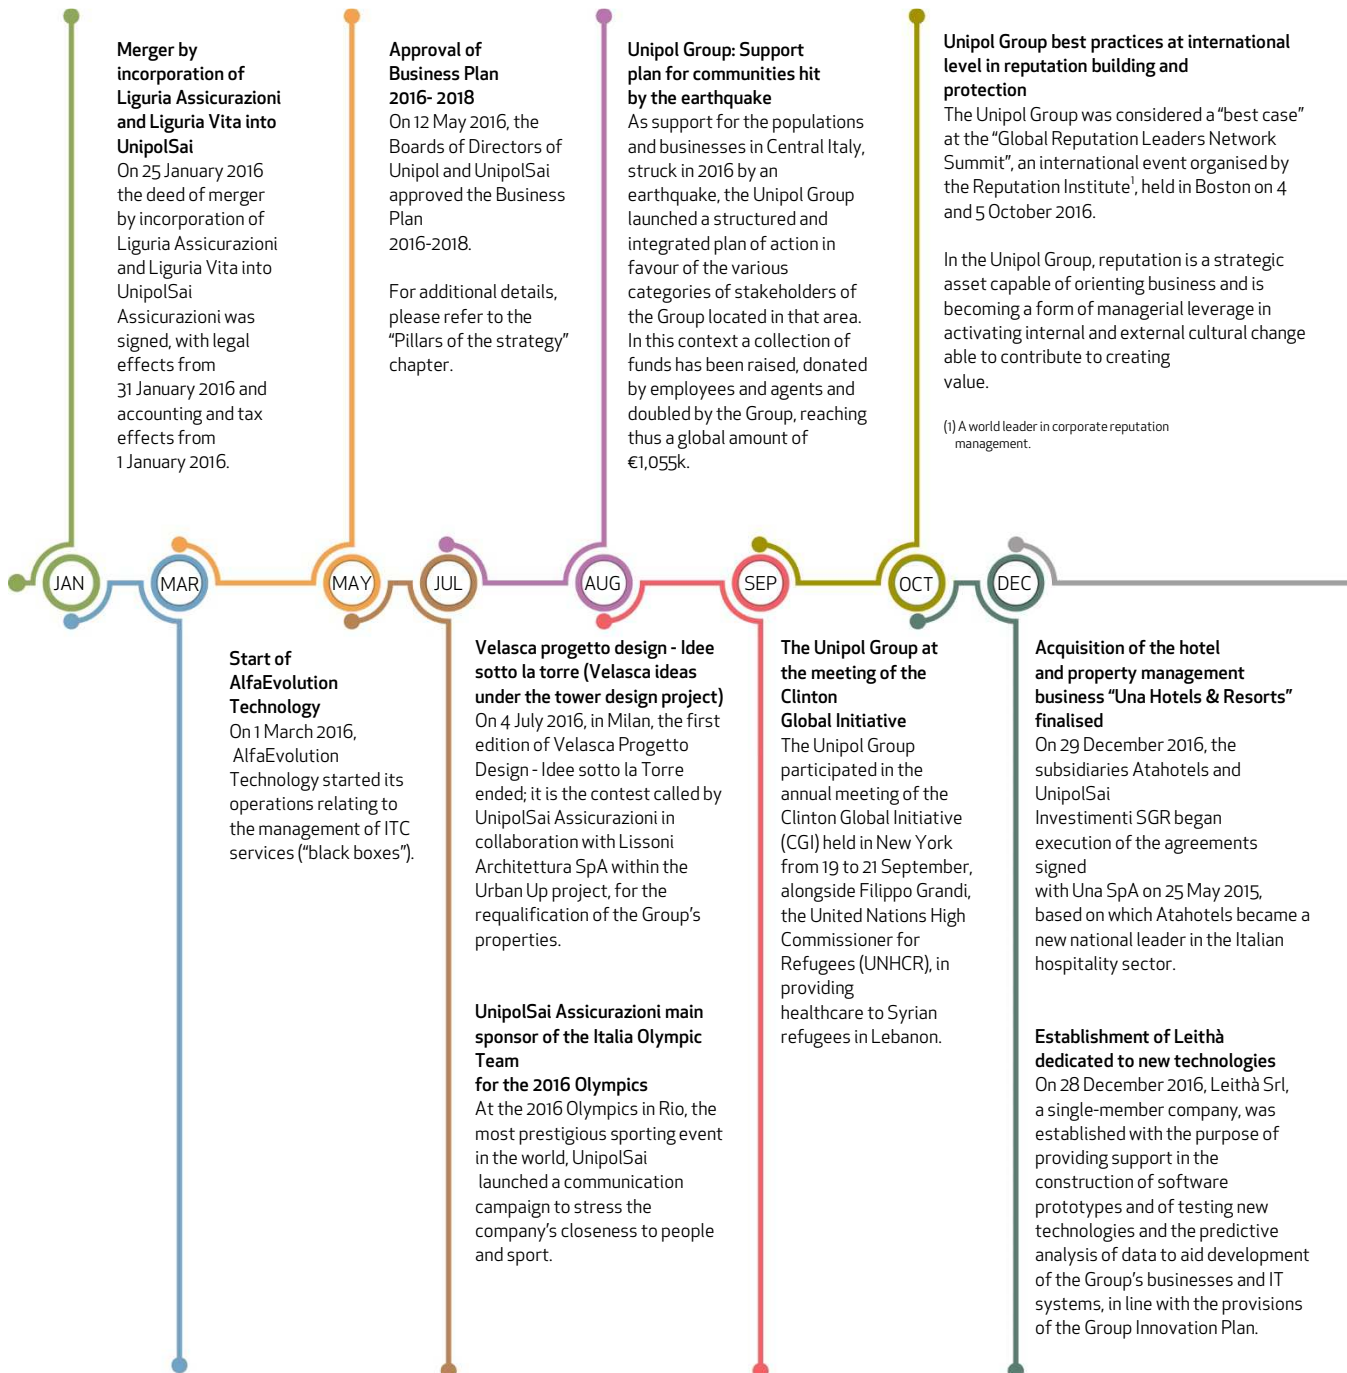 Merger by
incorporation of
Liguria Assicurazioni
and Liguria Vita into
UnipolSai
On 25 January 2016
the deed of merger
by incorporation of
Liguria Assicurazioni
and Liguria Vita into
UnipolSai
Assicurazioni was
signed, with legal
effects from
31 January 2016 and
accounting and tax
effects from
1 January 2016.
Approval of
Business Plan
2016- 2018
On 12 May 2016, the
Boards of Directors of
Unipol and UnipolSai
approved the Business
Plan
2016-2018.
For additional details,
please refer to the
“Pillars of the strategy”
chapter.
Unipol Group: Support
plan for communities hit
by the earthquake
As support for the populations
and businesses in Central Italy,
struck in 2016 by an
earthquake, the Unipol Group
launched a structured and
integrated plan of action in
favour of the various
categories of stakeholders of
the Group located in that area.
In this context a collection of
funds has been raised, donated
by employees and agents and
doubled by the Group, reaching
thus a global amount of
€1,055k.
Unipol Group best practices at international
level in reputation building and
protection
The Unipol Group was considered a “best case”
at the “Global Reputation Leaders Network
Summit”, an international event organised by
the Reputation Institute¹, held in Boston on 4
and 5 October 2016.
In the Unipol Group, reputation is a strategic
asset capable of orienting business and is
becoming a form of managerial leverage in
activating internal and external cultural change
able to contribute to creating
value.
(1) A world leader in corporate reputation
management.
JAN
MAR
MAY
JUL
AUG
SEP
OCT
DEC
Start of
AlfaEvolution
Technology
On 1 March 2016,
AlfaEvolution
Technology started its
operations relating to
the management of ITC
services (“black boxes”).
Velasca progetto design - Idee
sotto la torre (Velasca ideas
under the tower design project)
On 4 July 2016, in Milan, the first
edition of Velasca Progetto
Design - Idee sotto la Torre
ended; it is the contest called by
UnipolSai Assicurazioni in
collaboration with Lissoni
Architettura SpA within the
Urban Up project, for the
requalification of the Group’s
properties.
UnipolSai Assicurazioni main
sponsor of the Italia Olympic
Team
for the 2016 Olympics
At the 2016 Olympics in Rio, the
most prestigious sporting event
in the world, UnipolSai
launched a communication
campaign to stress the
company’s closeness to people
and sport.
The Unipol Group at
the meeting of the
Clinton
Global Initiative
The Unipol Group
participated in the
annual meeting of the
Clinton Global Initiative
(CGI) held in New York
from 19 to 21 September,
alongside Filippo Grandi,
the United Nations High
Commissioner for
Refugees (UNHCR), in
providing
healthcare to Syrian
refugees in Lebanon.
Acquisition of the hotel
and property management
business “Una Hotels & Resorts”
finalised
On 29 December 2016, the
subsidiaries Atahotels and
UnipolSai
Investimenti SGR began
execution of the agreements
signed
with Una SpA on 25 May 2015,
based on which Atahotels became a
new national leader in the Italian
hospitality sector.
Establishment of Leithà
dedicated to new technologies
On 28 December 2016, Leithà Srl,
a single-member company, was
established with the purpose of
providing support in the
construction of software
prototypes and of testing new
technologies and the predictive
analysis of data to aid development
of the Group’s businesses and IT
systems, in line with the provisions
of the Group Innovation Plan.